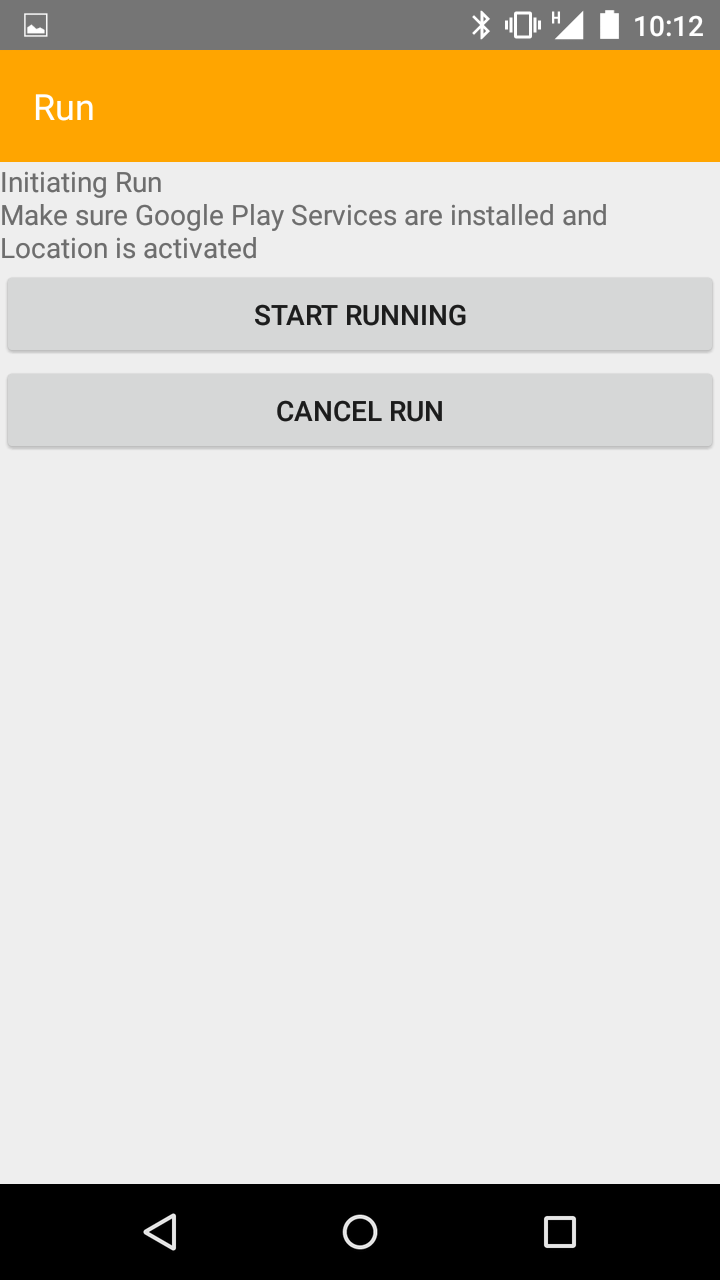 H 10:12
Run
Initiating Run
Make sure Google Play Services are installed and
Location is activated
START RUNNING
CANCEL RUN